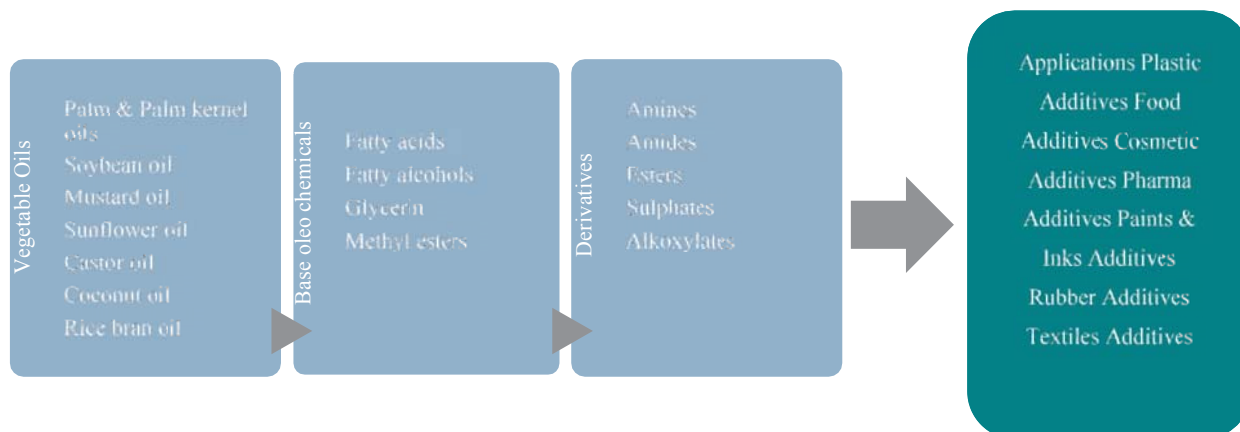 Vegetable Oils
Palm & Palm kernel
oils
Soybean oil
Mustard oil
Sunflower oil
Castor oil
Coconut oil
Rice bran oil
Base oleo chemicals
Fatty acids
Fatty alcohols
Glycerin
Methyl esters
Derivatives
Amines
Amides
Esters
Sulphates
Alkoxylates
Applications Plastic
Additives Food
Additives Cosmetic
Additives Pharma
Additives Paints &
Inks Additives
Rubber Additives
Textiles Additives